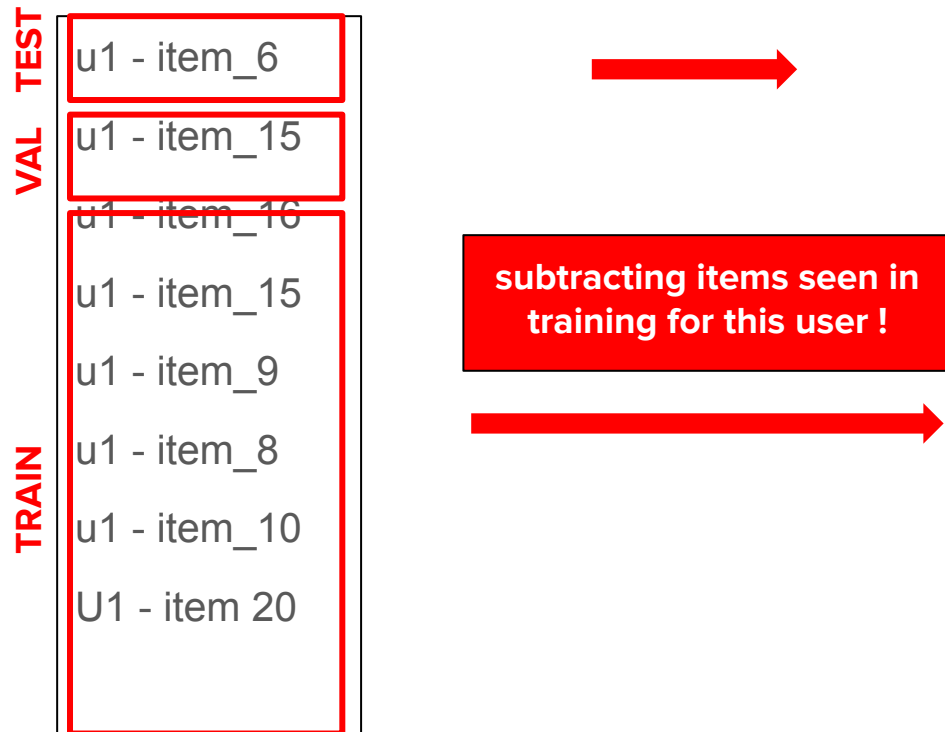 TEST
u1 - item_6
VAL
u1 - item_15
u1 - item_16
TRAIN
u1 - item_15
u1 - item_9
u1 - item_8
u1 - item_10
U1 - item 20
subtracting items seen in
training for this user !